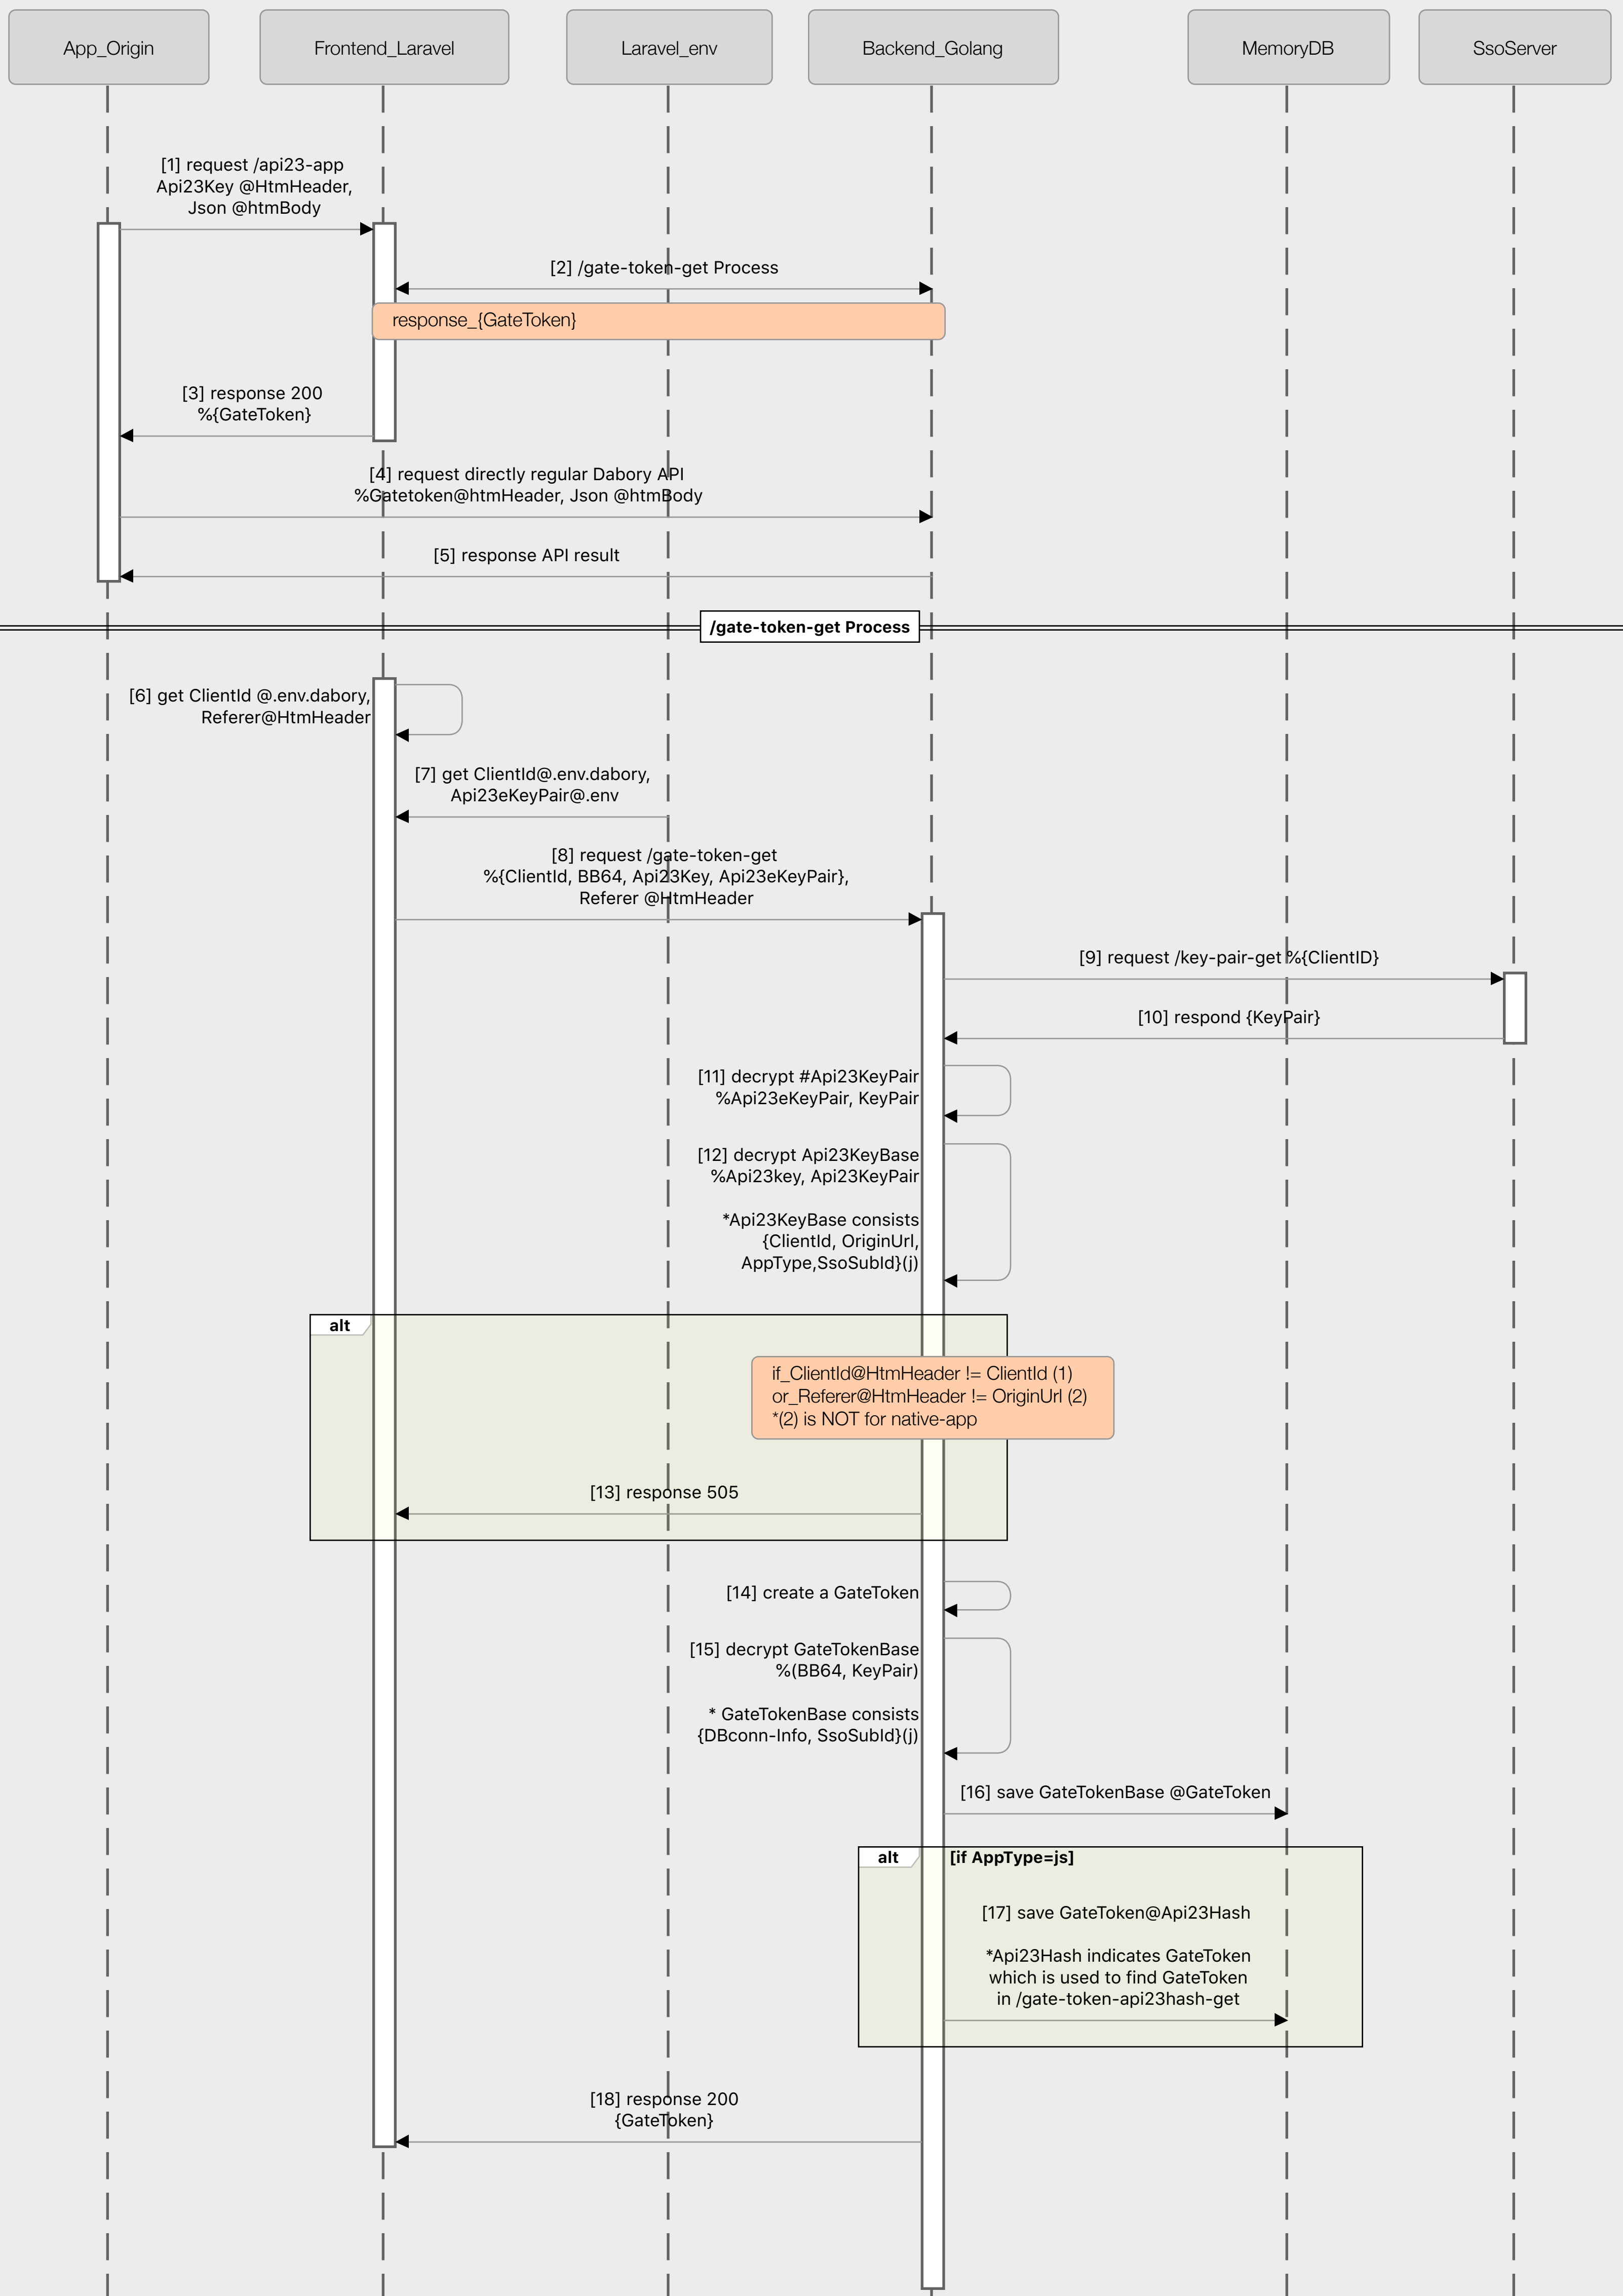 App_Origin
Frontend_Laravel
Laravel_env
Backend_Golang
MemoryDB
SsoServer
[1] request /api23-app
Api23Key @HtmHeader,
Json @htmBody
[2] /gate-token-get Process
response_{GateToken}
[3] response 200
%{GateToken}
[4] request directly regular Dabory API
%Gatetoken@htmHeader, Json @htmBody
[5] response API result
/gate-token-get Process
[6] get ClientId @.env.dabory,
Referer@HtmHeader
[7] get ClientId@.env.dabory,
Api23eKeyPair@.env
[8] request /gate-token-get
%{ClientId, BB64, Api23Key, Api23eKeyPair},
Referer @HtmHeader
[9] request /key-pair-get %{ClientID}
[10] respond {KeyPair}
[11] decrypt #Api23KeyPair
%Api23eKeyPair, KeyPair
[12] decrypt Api23KeyBase
%Api23key, Api23KeyPair
*Api23KeyBase consists
{ClientId, OriginUrl,
AppType,SsoSubId}(j)
alt
if_ClientId@HtmHeader != ClientId (1)
or_Referer@HtmHeader != OriginUrl (2)
*(2) is NOT for native-app
[13] response 505
[14] create a GateToken
[15] decrypt GateTokenBase
%(BB64, KeyPair)
* GateTokenBase consists
{DBconn-Info, SsoSubId}(j)
[16] save GateTokenBase @GateToken
alt
[if AppType=js]
[17] save GateToken@Api23Hash
*Api23Hash indicates GateToken
which is used to find GateToken
in /gate-token-api23hash-get
[18] response 200
{GateToken}